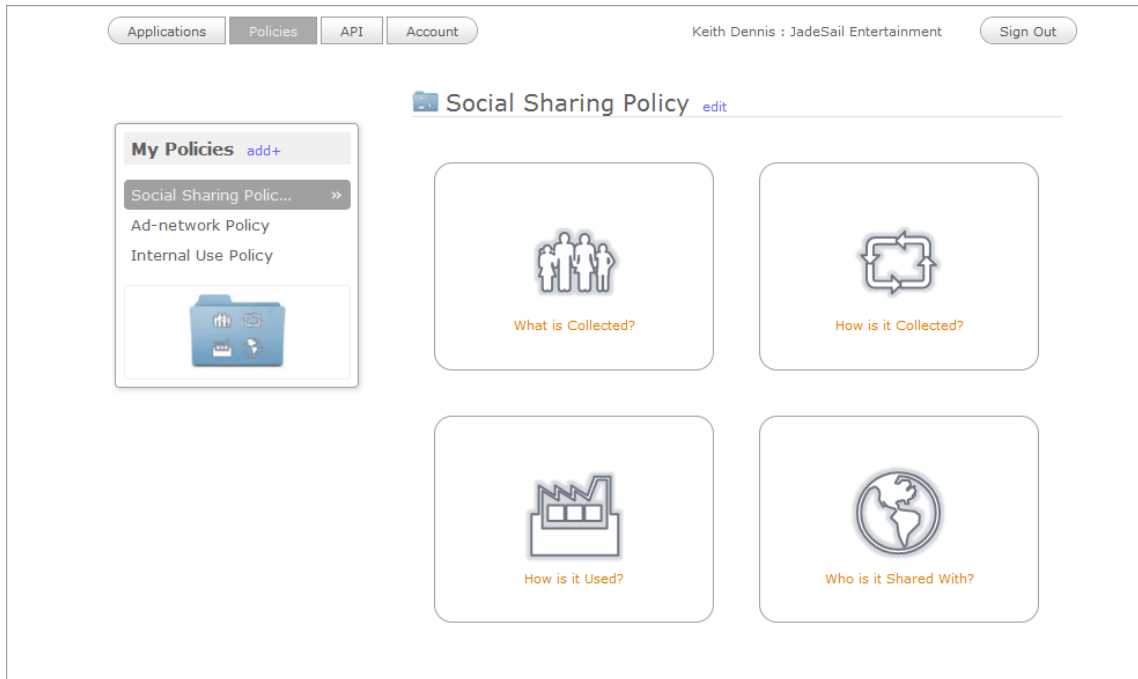 Applications Policies API Account Keith Dennis : JadeSail Entertainment Sign Out
Social Sharing Policy edit
My Policies add+
Social Sharing Polic... »
Ad-network Policy
Internal Use Policy
What is Collected?
How is it Collected?
How is it Used?
Who is it Shared With?